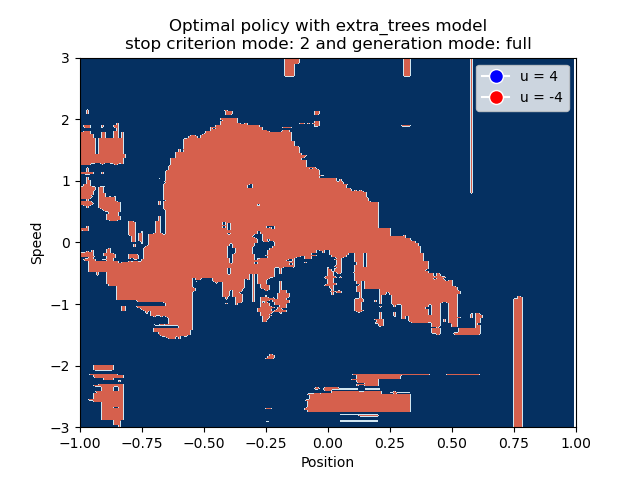 Optimal policy with extra_trees model
stop criterion mode: 2 and generation mode: full
u = 4
u = -4
Speed
3
2
1
0
−1
−2
−3
−1.00 −0.75 −0.50 −0.25 0.00 0.25 0.50 0.75 1.00
Position